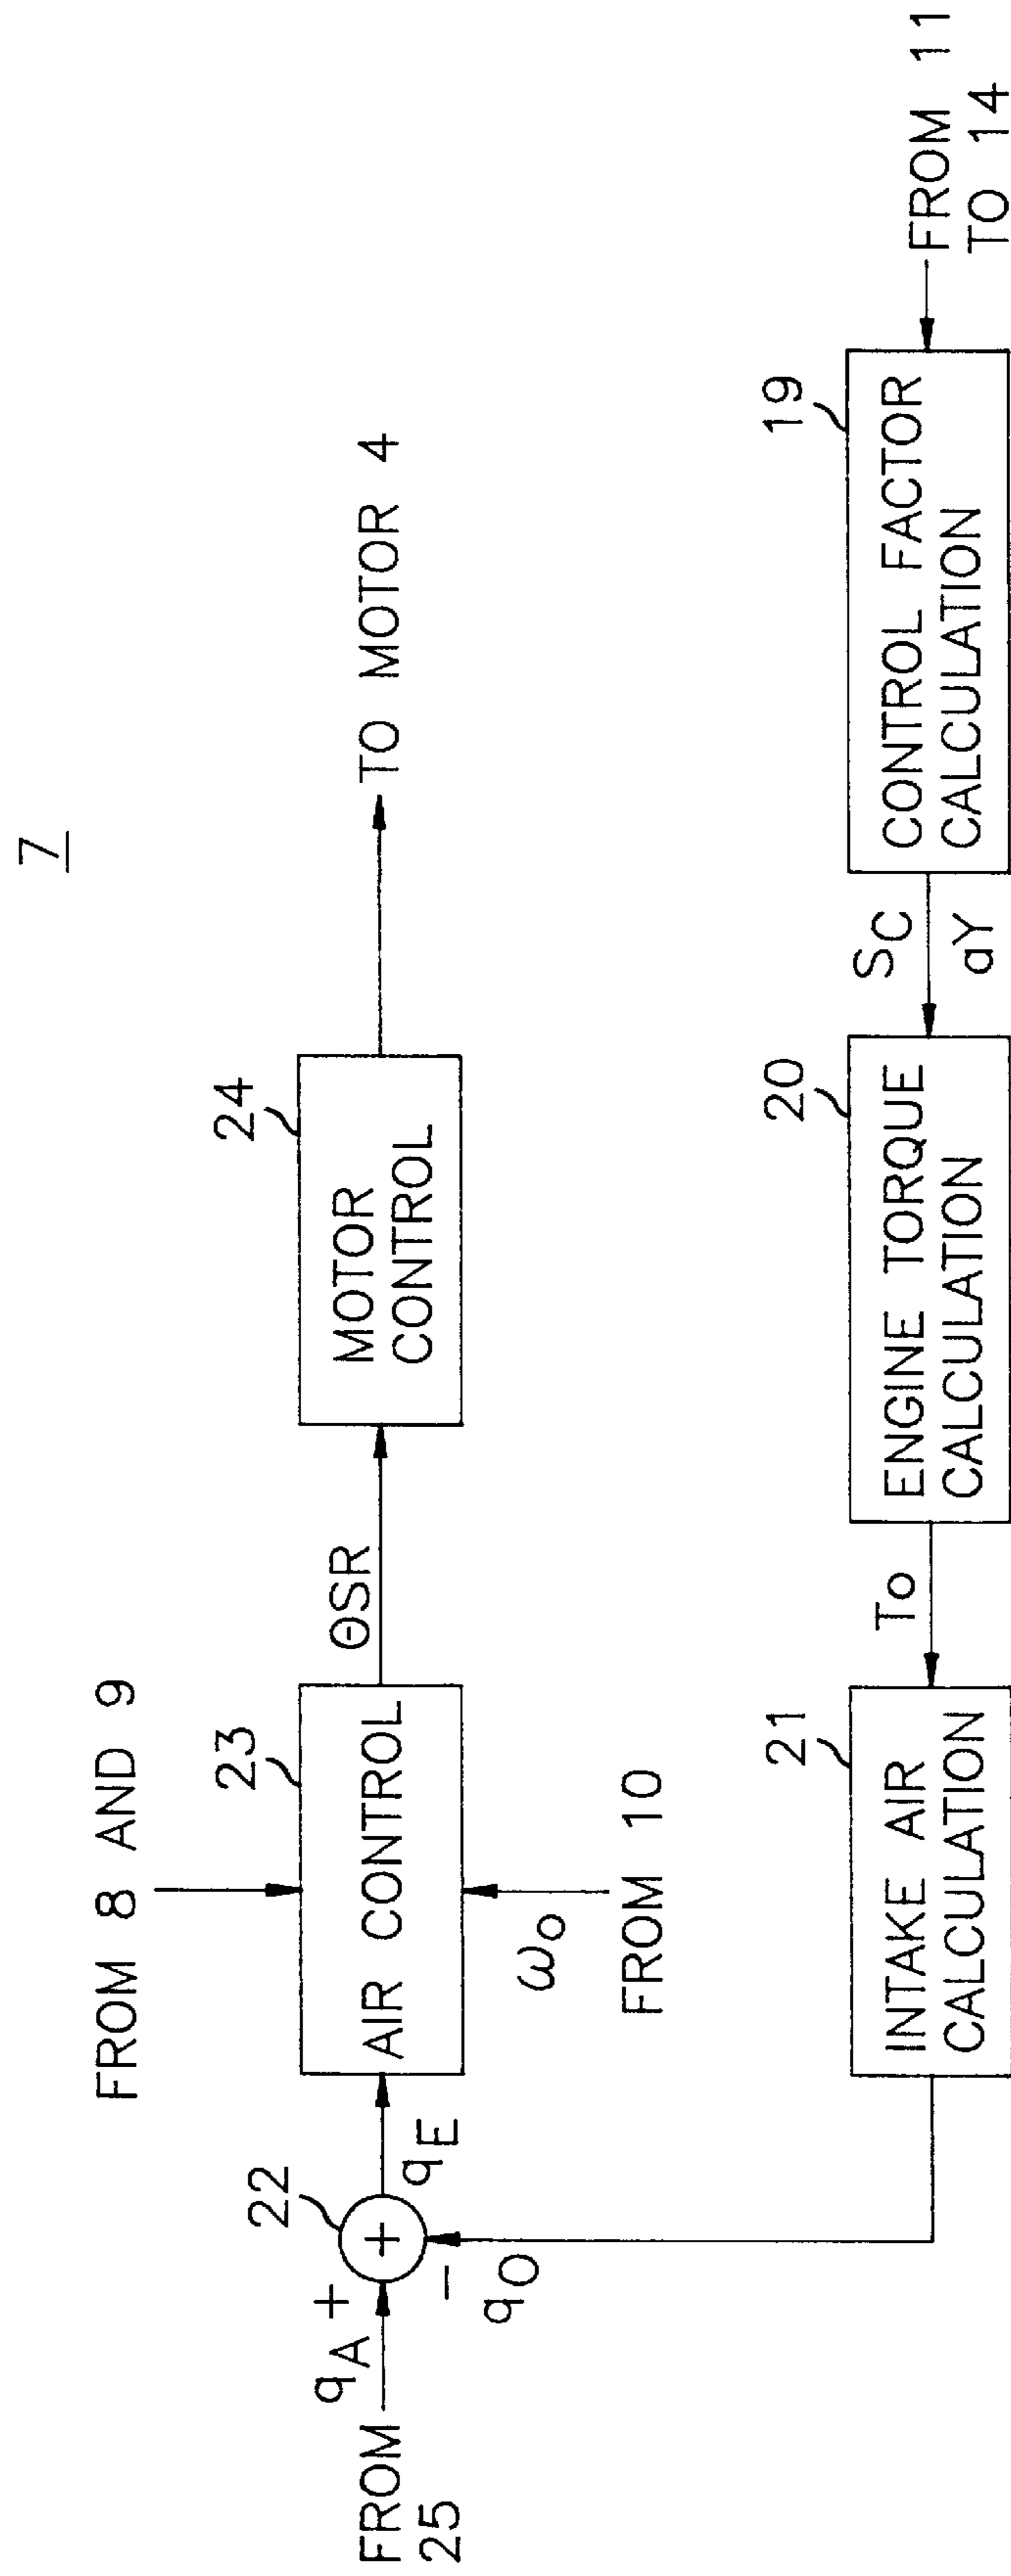 7
FROM 8 AND 9
22
23
24
FROM
25
qA
+
+
qE
AIR CONTROL
ΘSR
MOTOR
CONTROL
TO MOTOR 4
−
qO
ωo
FROM 10
21
INTAKE AIR
CALCULATION
To
20
ENGINE TORQUE
CALCULATION
SC
aY
19
CONTROL FACTOR
CALCULATION
FROM 11
TO 14